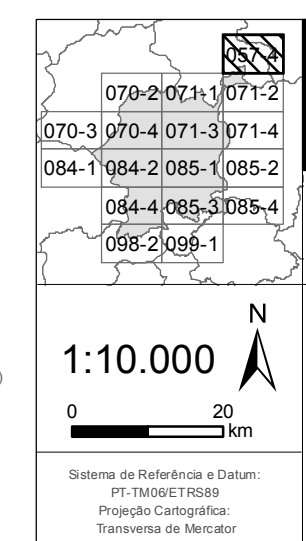 057-4
070-2 071-1 071-2
070-3 070-4 071-3 071-4
084-1 084-2 085-1 085-2
084-4 085-3 085-4
098-2 099-1
N
1:10.000
0 20
km
Sistema de Referência e Datum:
PT-TM06/ETRS89
Projeção Cartográfica:
Transversa de Mercator